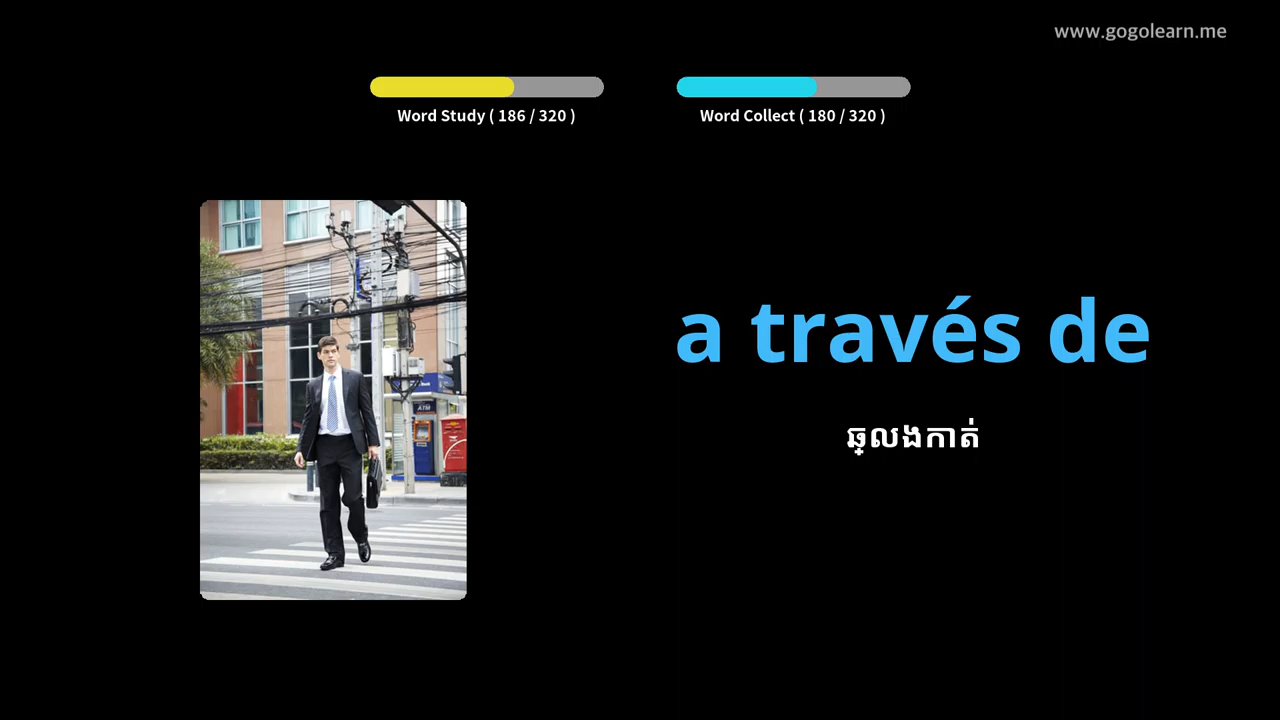 www.gogolearn.me
Word Study ( 186 / 320 )
Word Collect ( 180 / 320 )
a través de
ឆ្លងកាត់
ATM